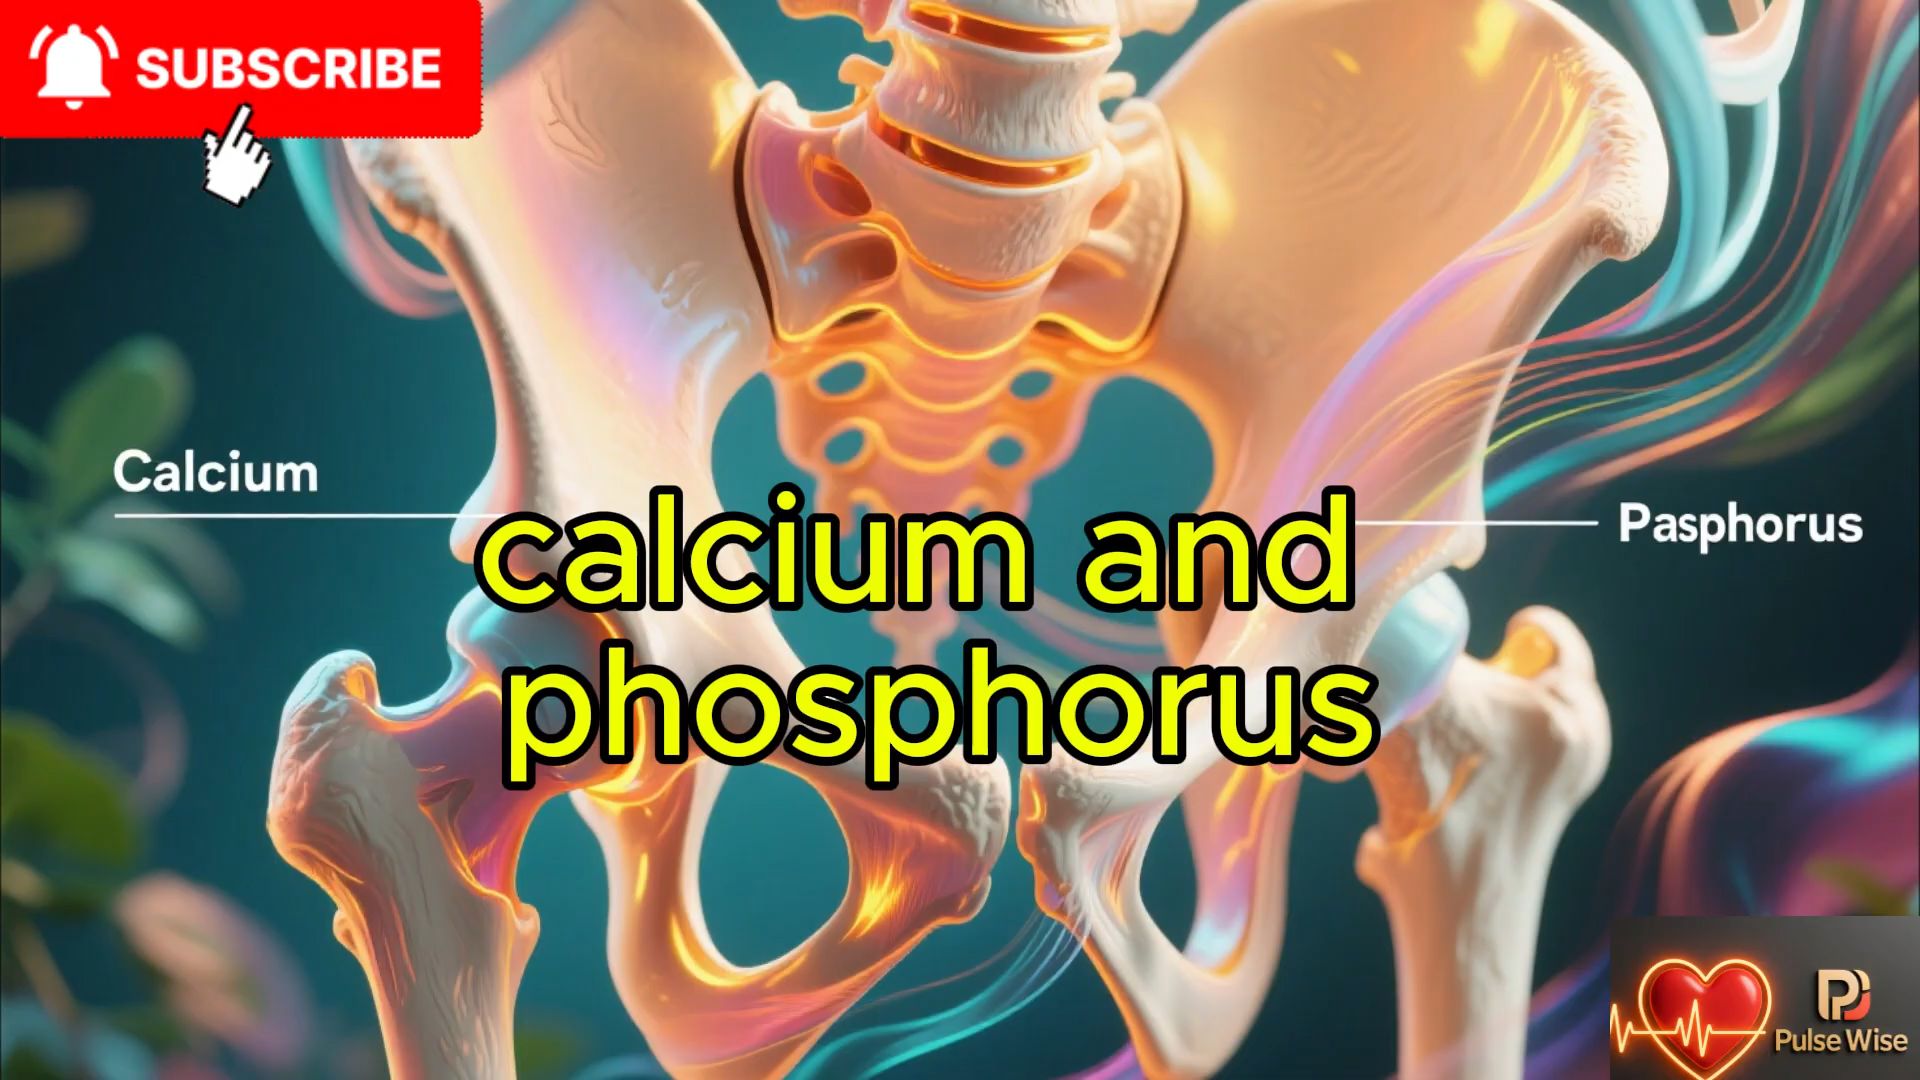 SUBSCRIBE
Calcium
Pasphorus
calcium and
phosphorus
Pulse Wise